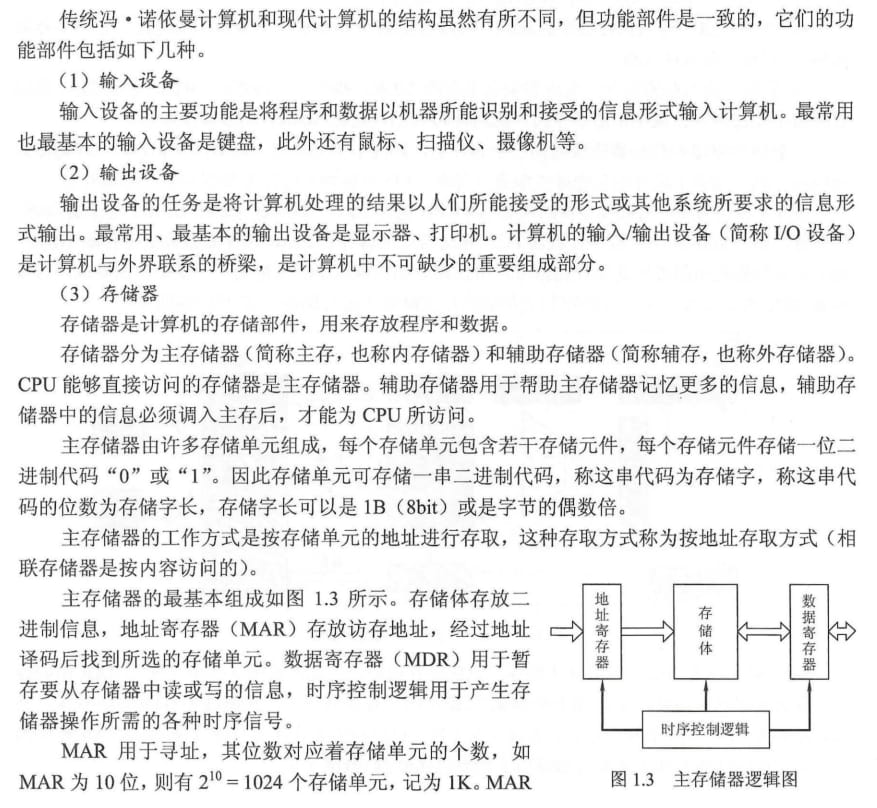 传统冯·诺依曼计算机和现代计算机的结构虽然有所不同，但功能部件是一致的，它们的功
能部件包括如下几种。
（1）输入设备
输入设备的主要功能是将程序和数据以机器所能识别和接受的信息形式输入计算机。最常用
也最基本的输入设备是键盘，此外还有鼠标、扫描仪、摄像机等。
（2）输出设备
输出设备的任务是将计算机处理的结果以人们所能接受的形式或其他系统所要求的信息形
式输出。最常用、最基本的输出设备是显示器、打印机。计算机的输入/输出设备（简称 I/O 设备）
是计算机与外界联系的桥梁，是计算机中不可缺少的重要组成部分。
（3）存储器
存储器是计算机的存储部件，用来存放程序和数据。
存储器分为主存储器（简称主存，也称内存储器）和辅助存储器（简称辅存，也称外存储器）。
CPU 能够直接访问的存储器是主存储器。辅助存储器用于帮助主存储器记忆更多的信息，辅助存
储器中的信息必须调入主存后，才能为 CPU 所访问。
主存储器由许多存储单元组成，每个存储单元包含若干存储元件，每个存储元件存储一位二
进制代码“0”或“1”。因此存储单元可存储一串二进制代码，称这串代码为存储字，称这串代
码的位数为存储字长，存储字长可以是 1B（8bit）或是字节的偶数倍。
主存储器的工作方式是按存储单元的地址进行存取，这种存取方式称为按地址存取方式（相
联存储器是按内容访问的）。
主存储器的最基本组成如图 1.3 所示。存储体存放二
进制信息，地址寄存器（MAR）存放访存地址，经过地址
译码后找到所选的存储单元。数据寄存器（MDR）用于暂
存要从存储器中读或写的信息，时序控制逻辑用于产生存
储器操作所需的各种时序信号。
MAR 用于寻址，其位数对应着存储单元的个数，如
MAR 为 10 位，则有 2¹⁰ = 1024 个存储单元，记为 1K。MAR
地址寄存器
存储体
数据寄存器
时序控制逻辑
图 1.3 主存储器逻辑图